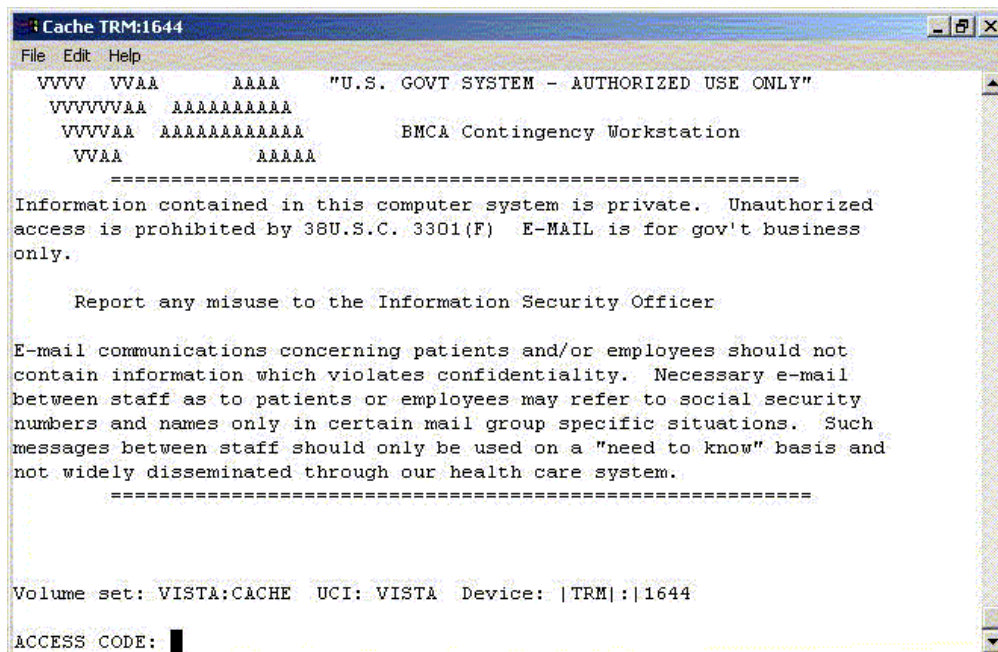 Cache TRM:1644
File Edit Help
VVVV VVAA AAAA "U.S. GOVT SYSTEM - AUTHORIZED USE ONLY"
VVVVVVAA AAAAAAAAAA
VVVVAA AAAAAAAAAAAA BMCA Contingency Workstation
VVAA AAAAA
=========================================================
Information contained in this computer system is private. Unauthorized
access is prohibited by 38U.S.C. 3301(F) E-MAIL is for gov't business
only.
Report any misuse to the Information Security Officer
E-mail communications concerning patients and/or employees should not
contain information which violates confidentiality. Necessary e-mail
between staff as to patients or employees may refer to social security
numbers and names only in certain mail group specific situations. Such
messages between staff should only be used on a "need to know" basis and
not widely disseminated through our health care system.
==========================================================
Volume set: VISTA:CACHE UCI: VISTA Device: |TRM|:|1644
ACCESS CODE: